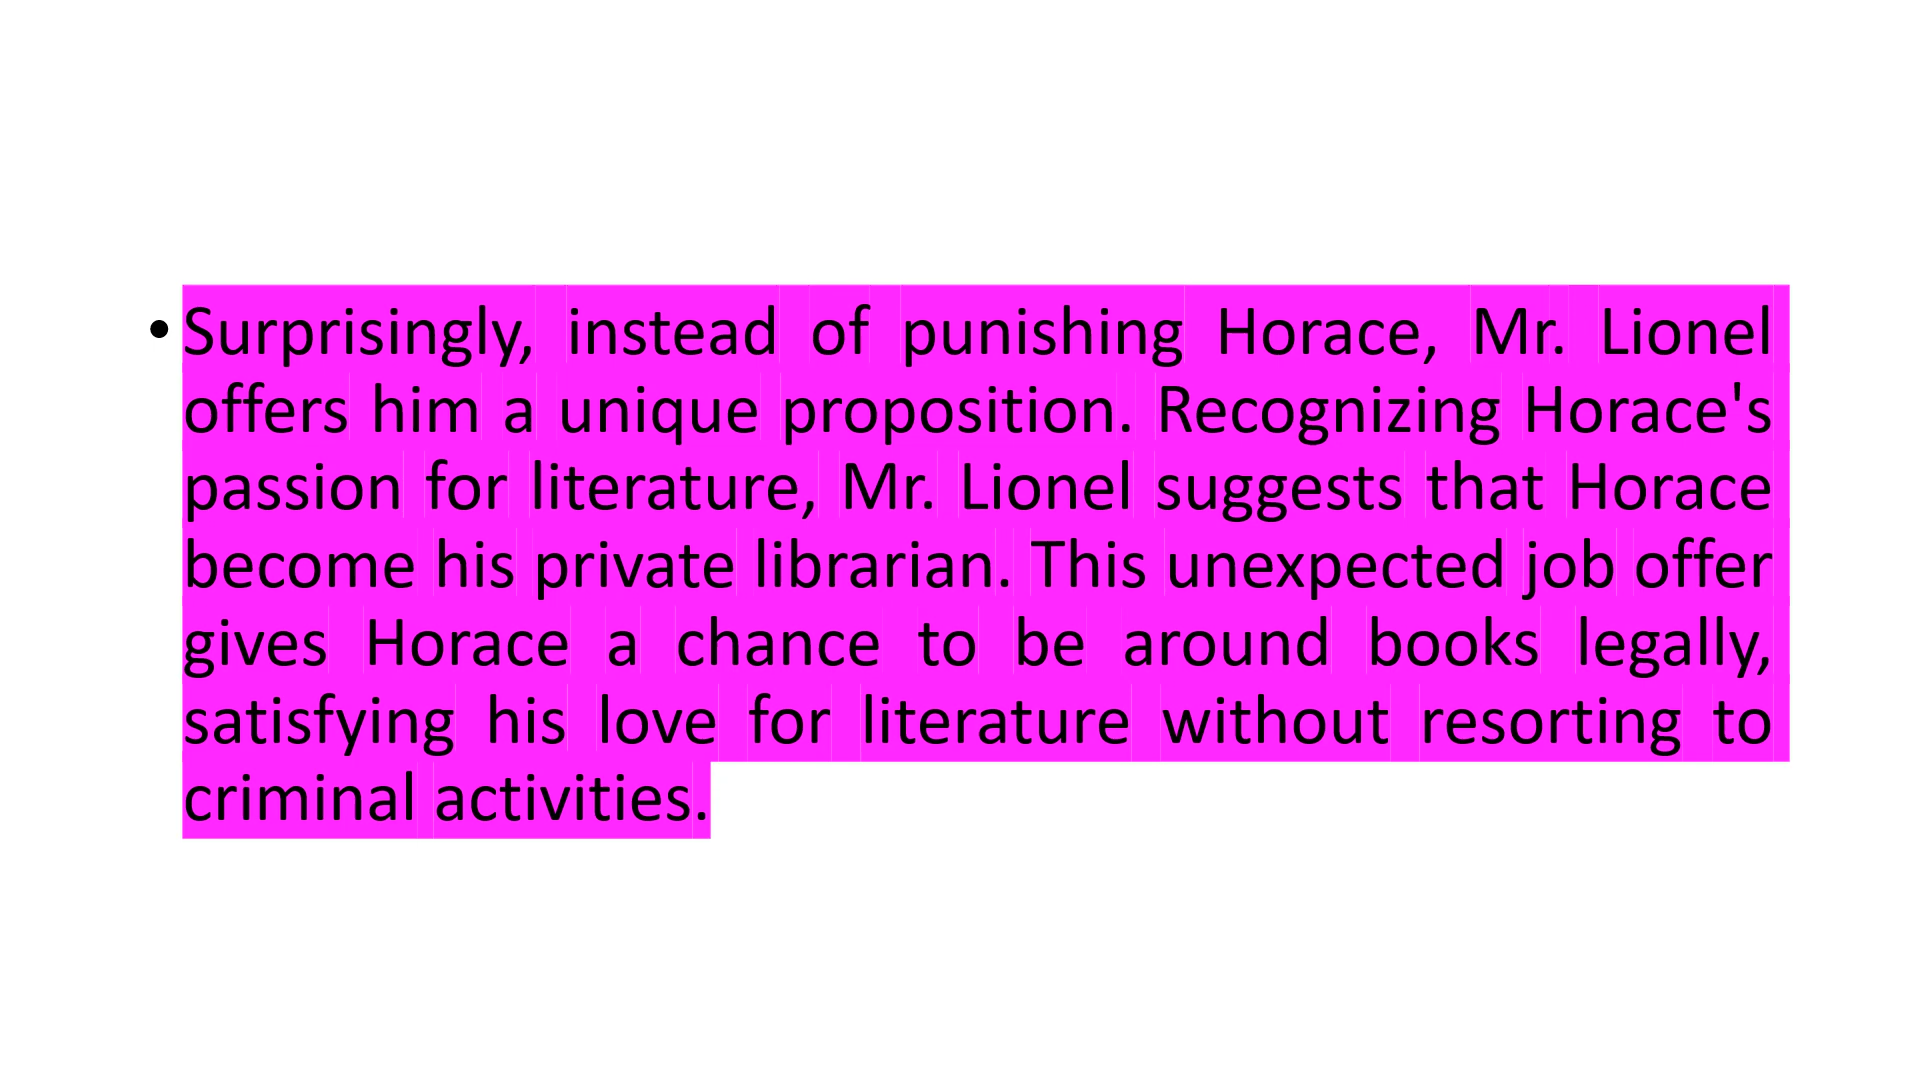 • Surprisingly, instead of punishing Horace, Mr. Lionel
offers him a unique proposition. Recognizing Horace's
passion for literature, Mr. Lionel suggests that Horace
become his private librarian. This unexpected job offer
gives Horace a chance to be around books legally,
satisfying his love for literature without resorting to
criminal activities.